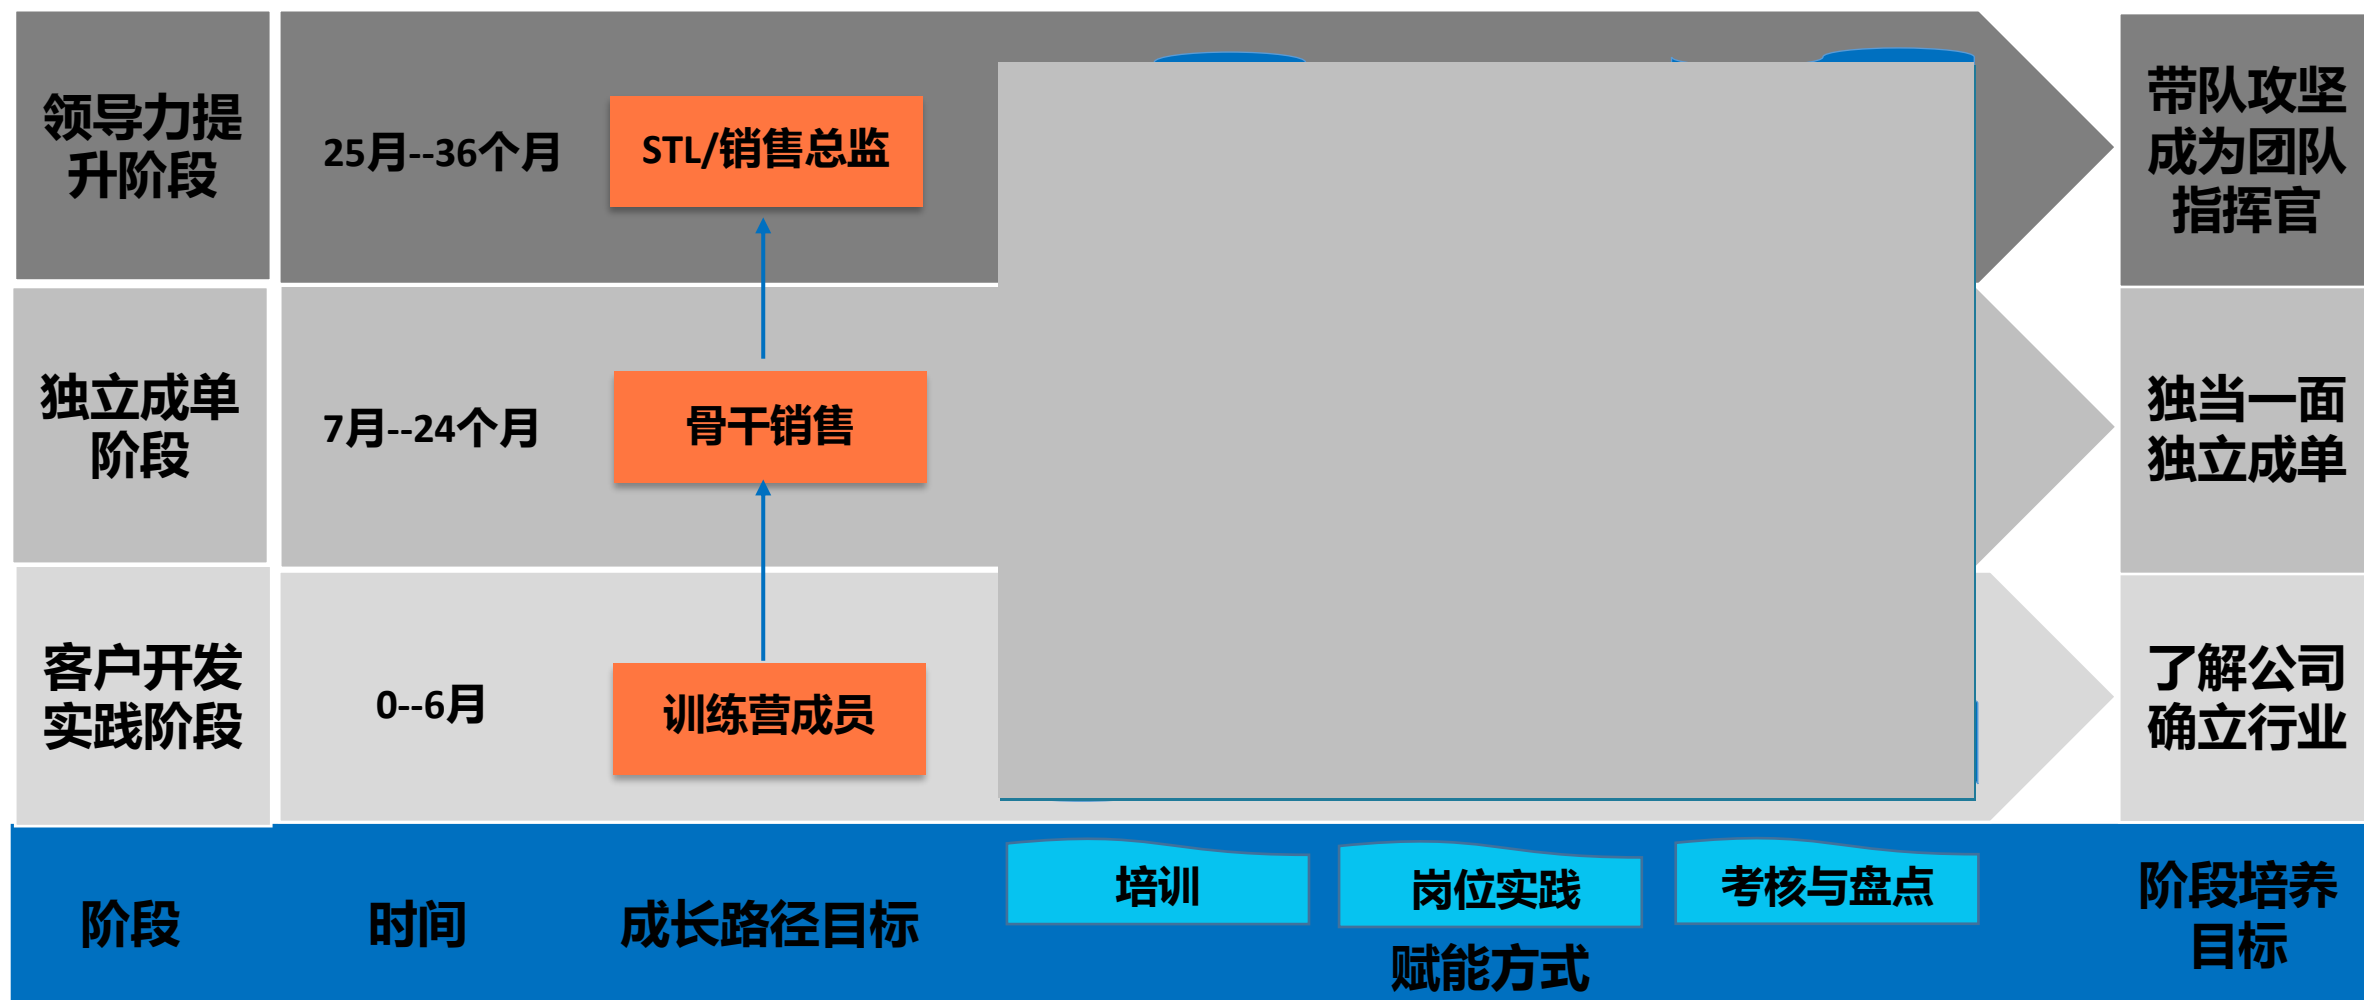 领导力提
升阶段
25月--36个月
STL/销售总监
带队攻坚
成为团队
指挥官
独立成单
阶段
7月--24个月
骨干销售
独当一面
独立成单
客户开发
实践阶段
0--6月
训练营成员
了解公司
确立行业
阶段
时间
成长路径目标
培训
岗位实践
考核与盘点
赋能方式
阶段培养
目标